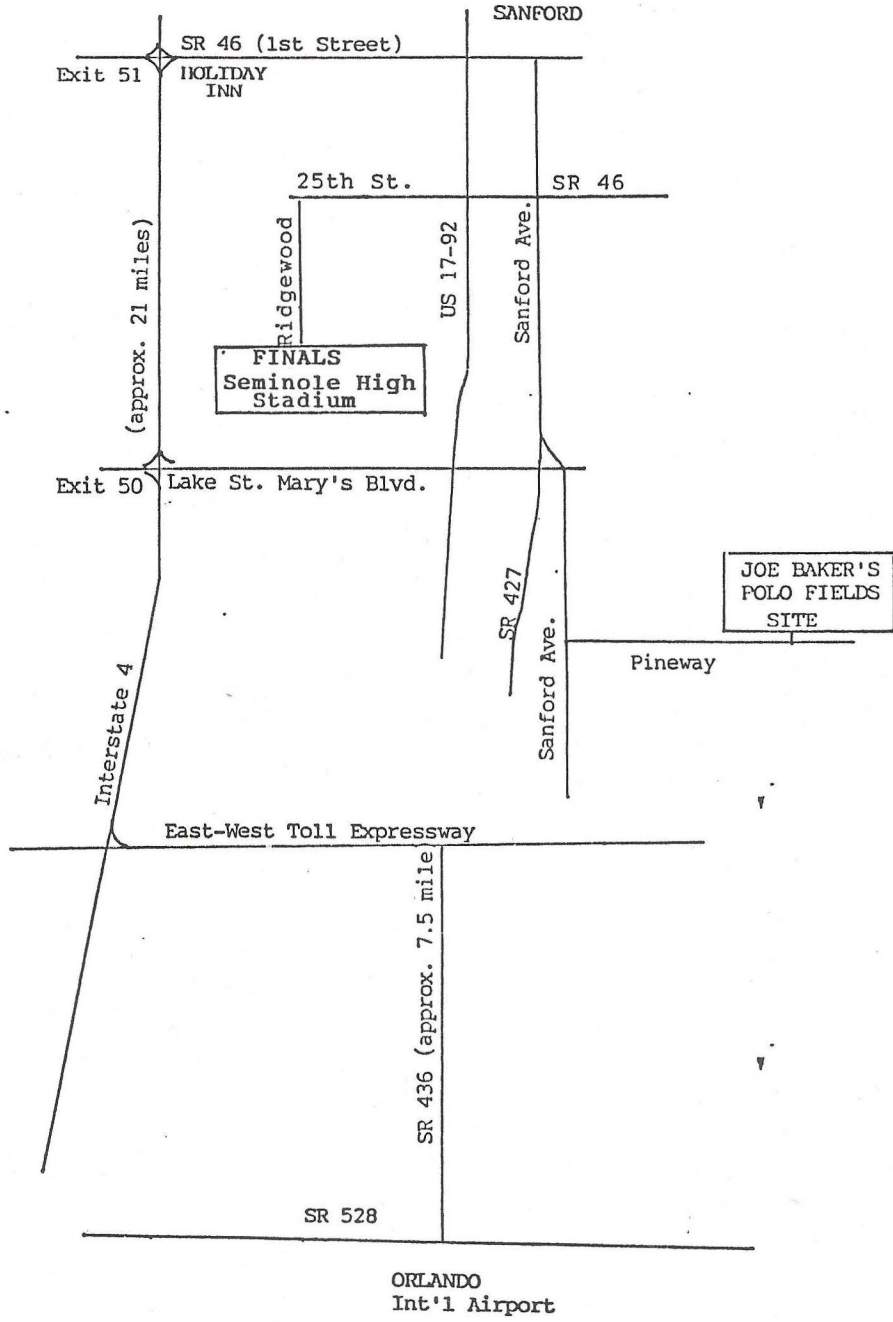 SANFORD
SR 46 (1st Street)
Exit 51
HOLIDAY
INN
25th St.
SR 46
(approx. 21 miles)
Ridgewood
US 17-92
Sanford Ave.
FINALS
Seminole High
Stadium
Exit 50
Lake St. Mary's Blvd.
SR 427
JOE BAKER'S
POLO FIELDS
SITE
Sanford Ave.
Pineway
Interstate 4
East-West Toll Expressway
SR 436 (approx. 7.5 mile
SR 528
ORLANDO
Int'l Airport